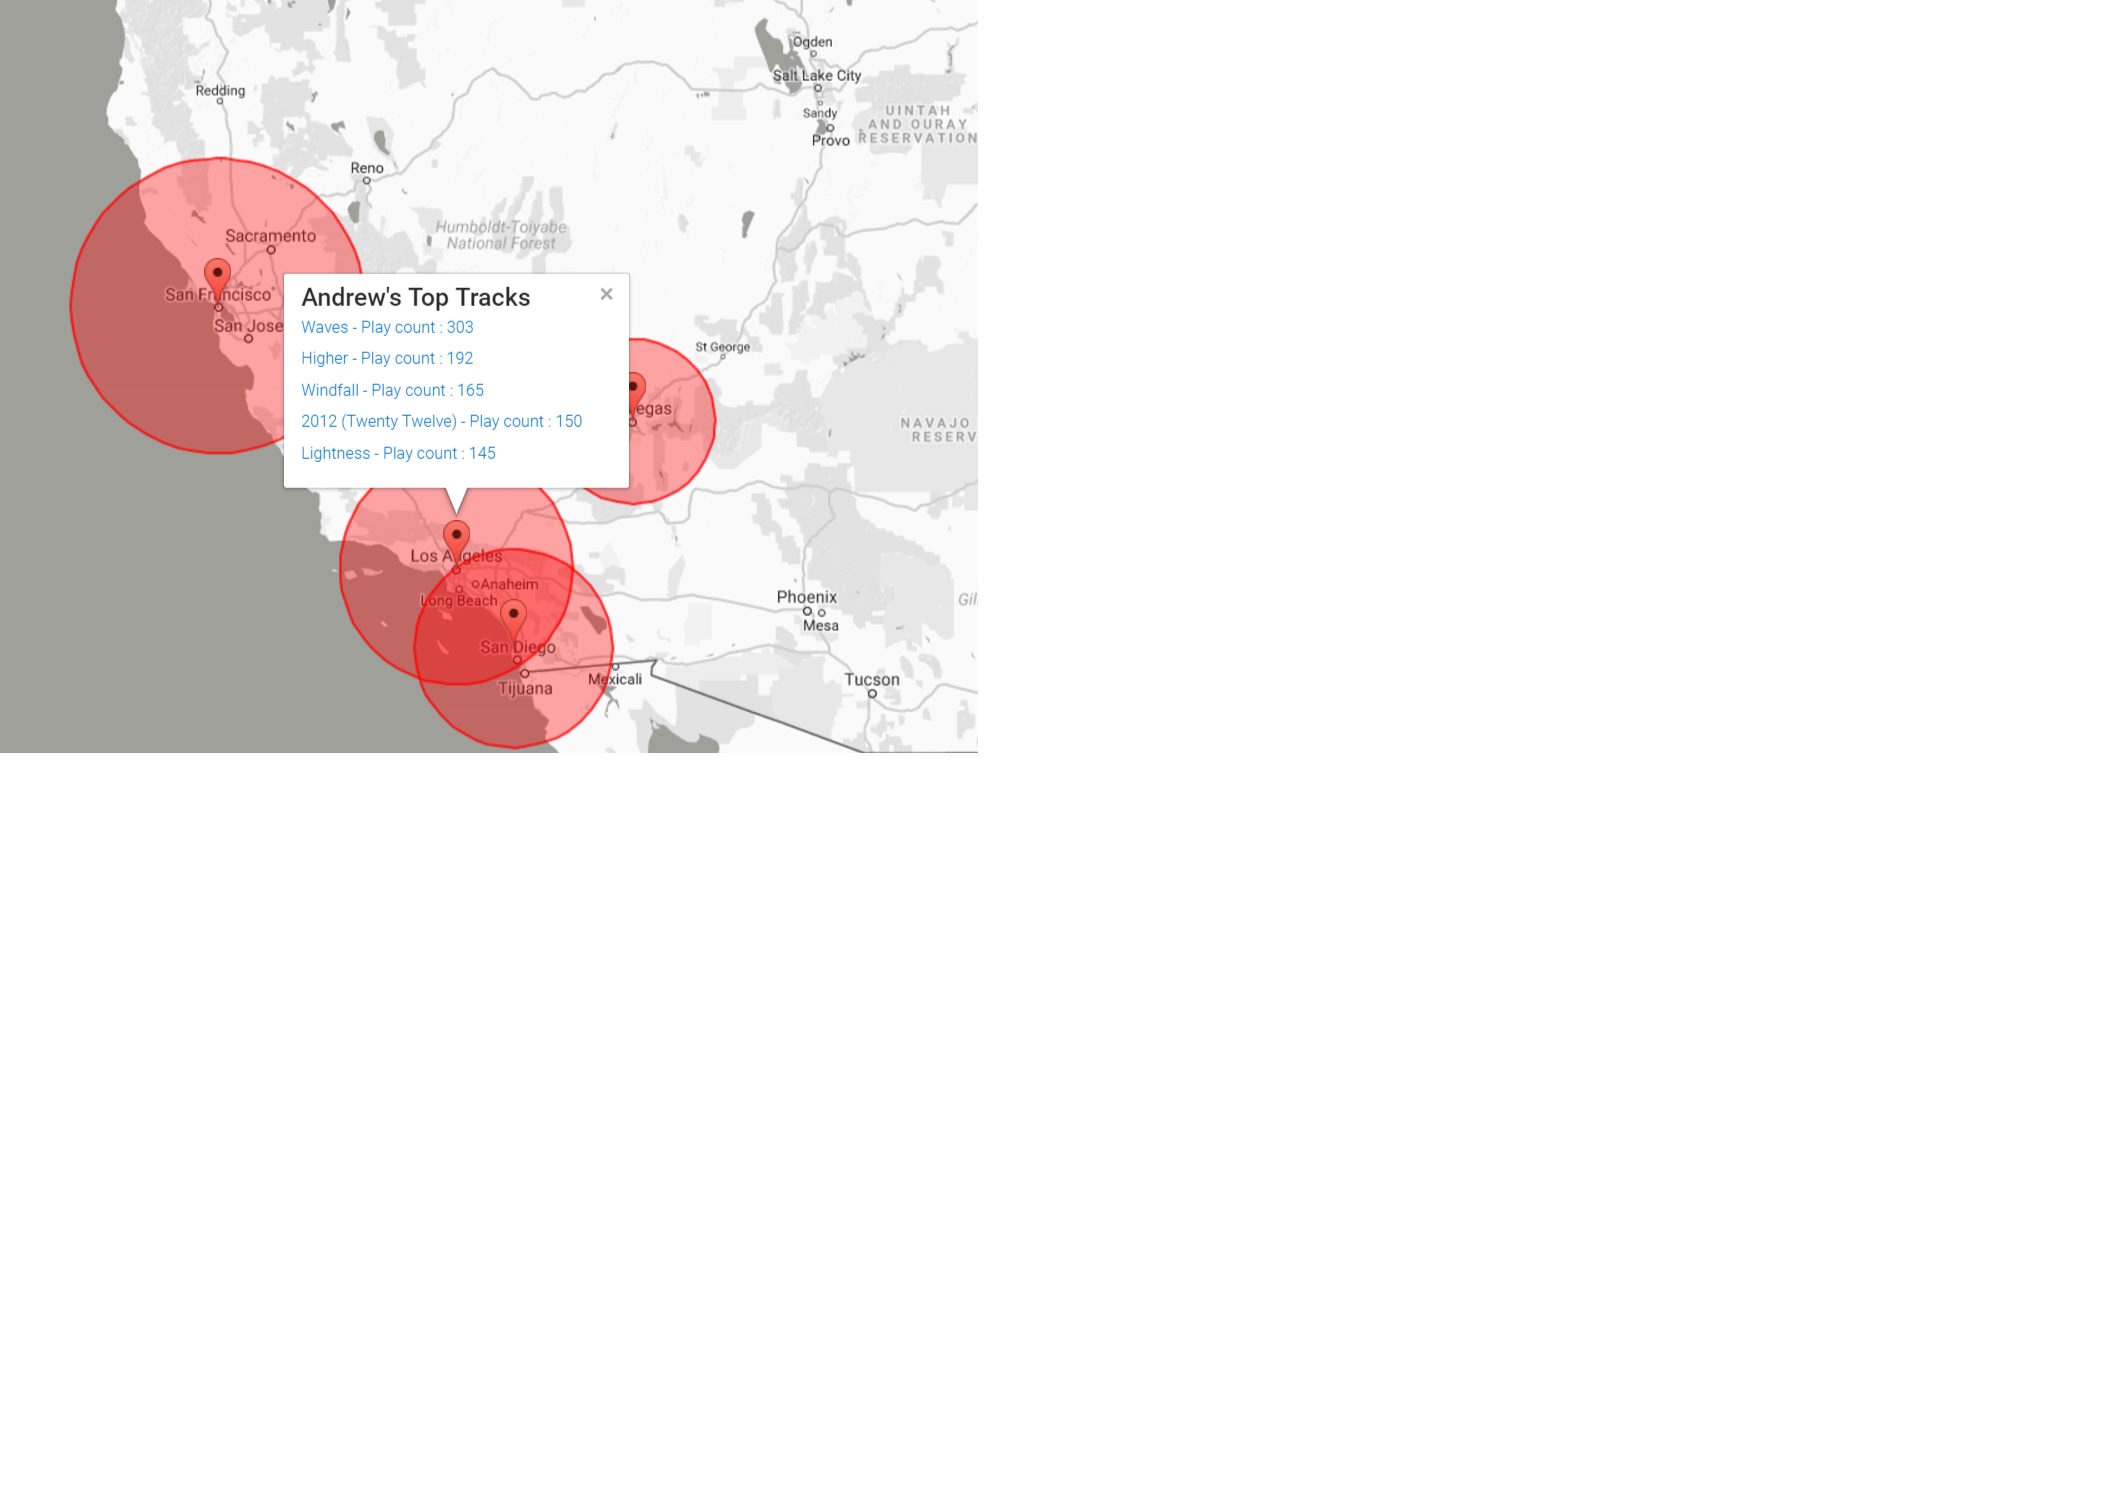 Ogden
Salt Lake City
Sandy
Provo
UINTAH
AND OURAY
RESERVATION
Redding
Reno
Humboldt-Toiyabe
National Forest
Sacramento
San Francisco
San Jose
Andrew's Top Tracks
Waves - Play count : 303
Higher - Play count : 192
Windfall - Play count : 165
2012 (Twenty Twelve) - Play count : 150
Lightness - Play count : 145
St George
egas
NAVAJO
RESERV
Los Angeles
Anaheim
Long Beach
San Diego
Tijuana
Mexicali
Phoenix
Mesa
Gil
Tucson